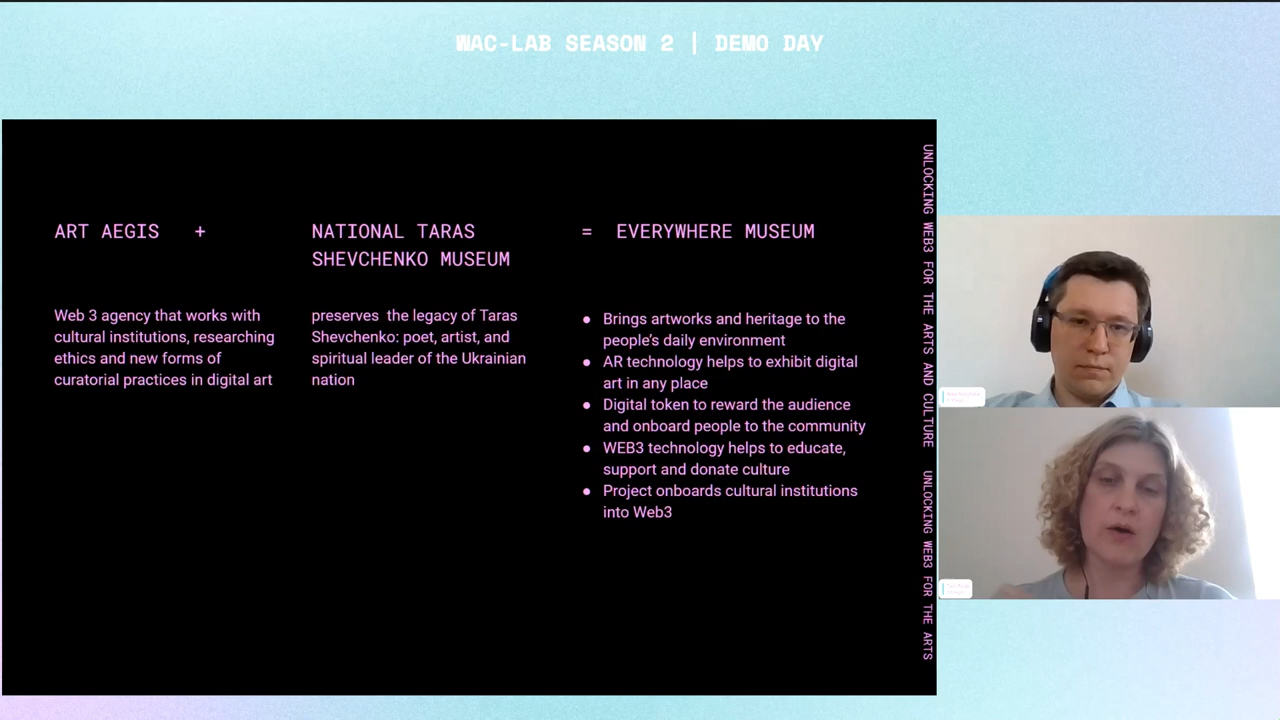 WAC-LAB SEASON 2 | DEMO DAY
ART AEGIS +
NATIONAL TARAS
SHEVCHENKO MUSEUM
= EVERYWHERE MUSEUM
Web 3 agency that works with
cultural institutions, researching
ethics and new forms of
curatorial practices in digital art
preserves the legacy of Taras
Shevchenko: poet, artist, and
spiritual leader of the Ukrainian
nation
● Brings artworks and heritage to the
people's daily environment
● AR technology helps to exhibit digital
art in any place
● Digital token to reward the audience
and onboard people to the community
● WEB3 technology helps to educate,
support and donate culture
● Project onboards cultural institutions
into Web3
UNLOCKING WEB3 FOR THE ARTS AND CULTURE UNLOCKING WEB3 FOR THE ARTS